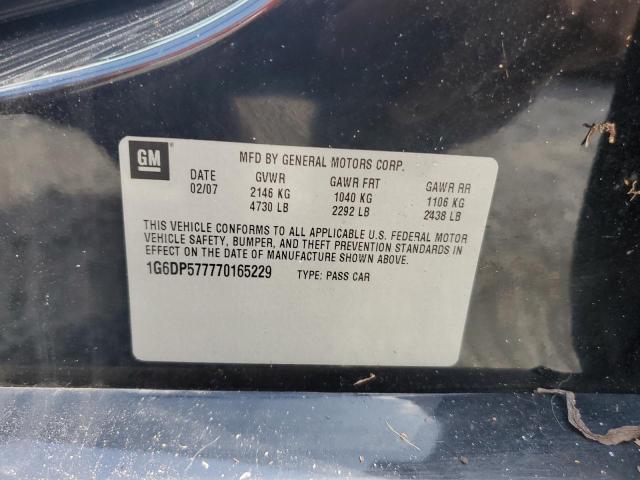 GM
MFD BY GENERAL MOTORS CORP.
DATE GVWR GAWR FRT GAWR RR
02/07 2146 KG 1040 KG 1106 KG
4730 LB 2292 LB 2438 LB
THIS VEHICLE CONFORMS TO ALL APPLICABLE U.S. FEDERAL MOTOR
VEHICLE SAFETY, BUMPER, AND THEFT PREVENTION STANDARDS IN
EFFECT ON THE DATE OF MANUFACTURE SHOWN ABOVE.
1G6DP577770165229 TYPE: PASS CAR